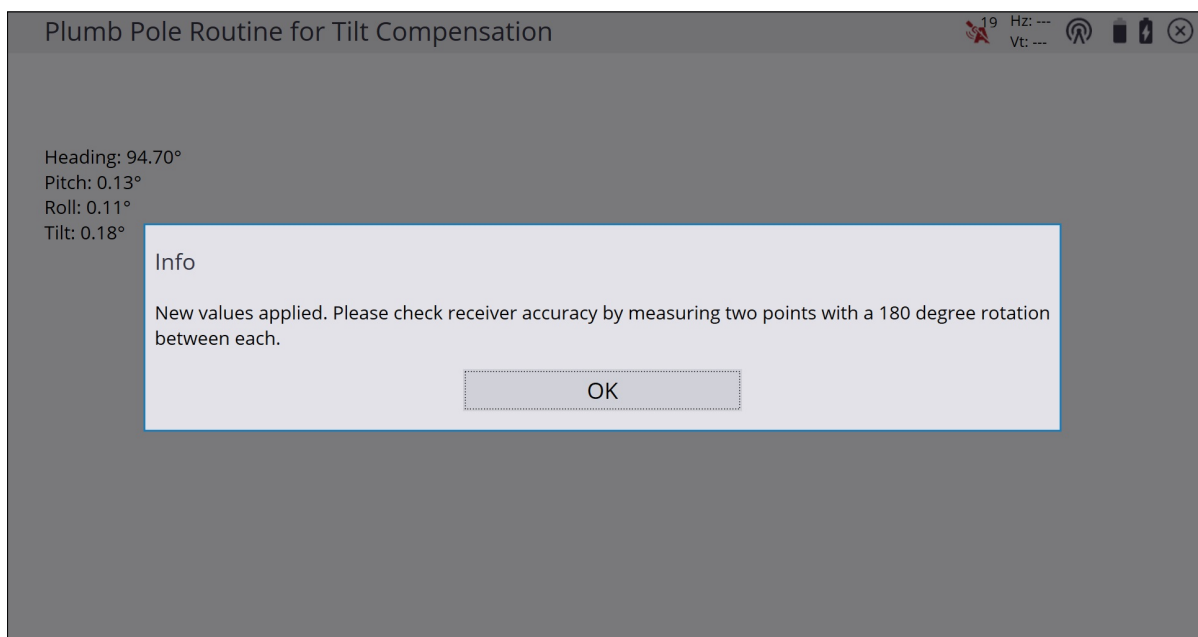 Plumb Pole Routine for Tilt Compensation
19 Hz: ---
Vt: ---
Heading: 94.70°
Pitch: 0.13°
Roll: 0.11°
Tilt: 0.18°
Info
New values applied. Please check receiver accuracy by measuring two points with a 180 degree rotation
between each.
OK